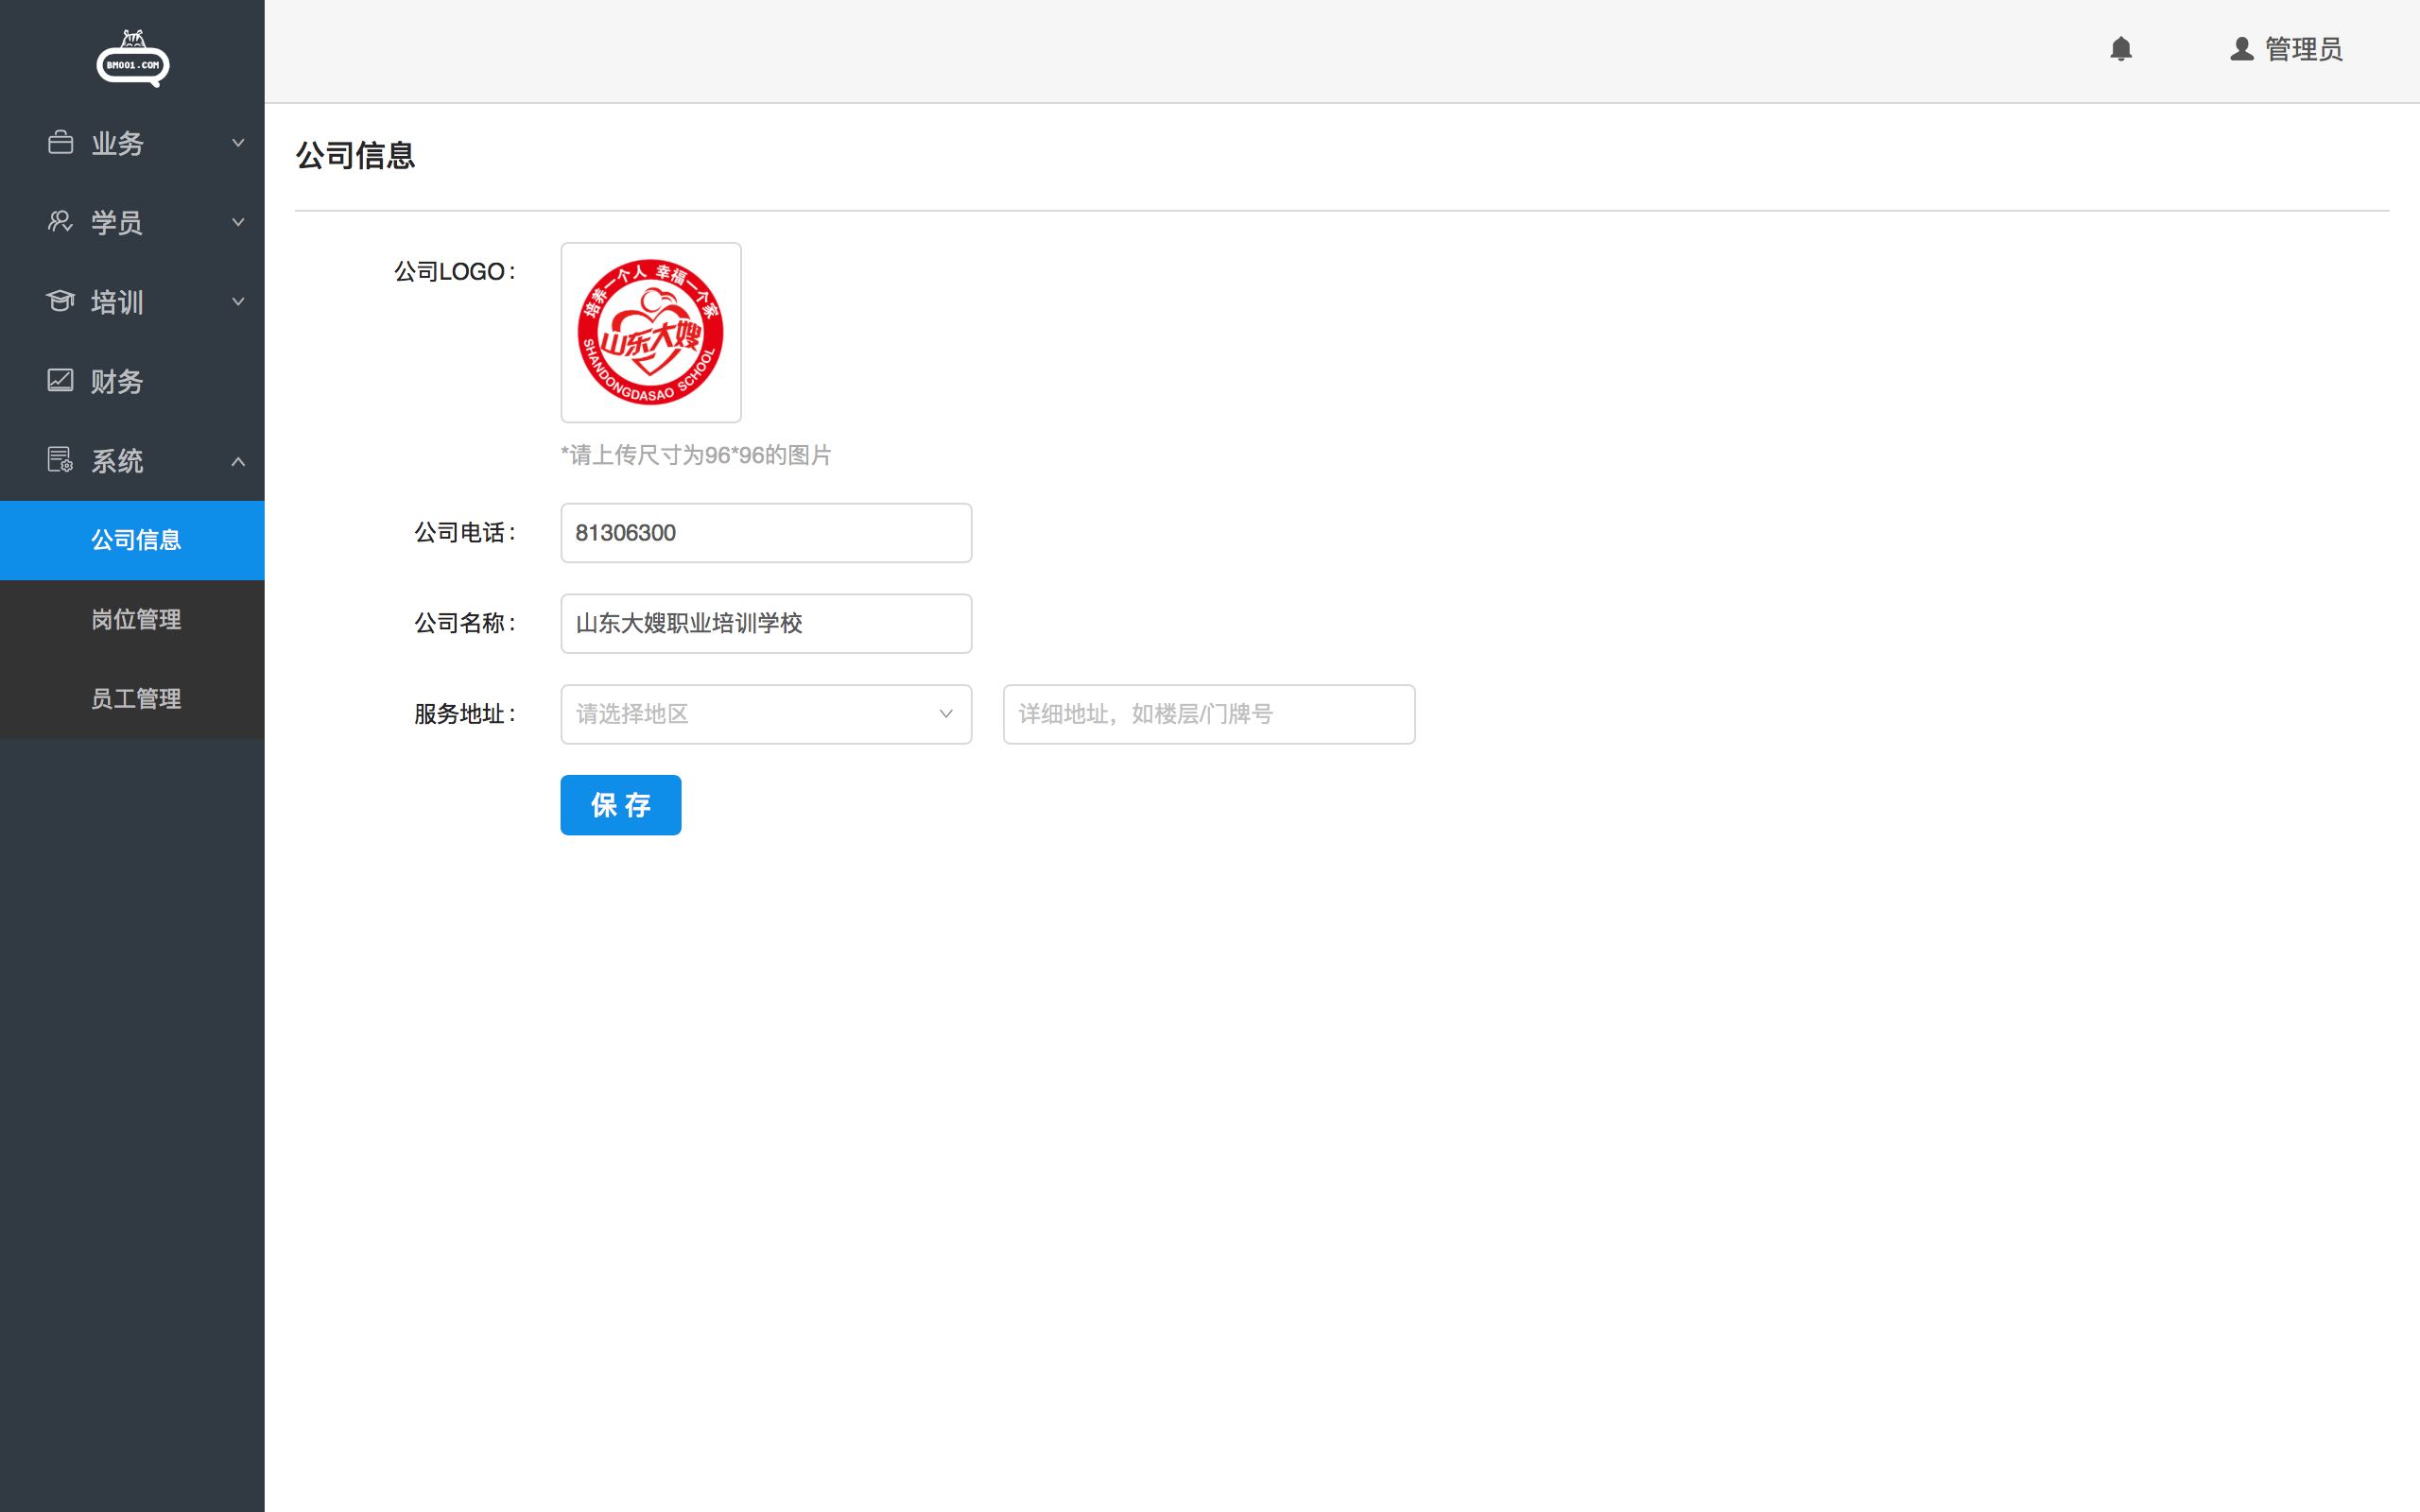 BM001.COM
管理员
业务
学员
培训
财务
系统
公司信息
岗位管理
员工管理
公司信息
公司LOGO：
培养一个人 幸福一个家
山东大嫂
SHANDONGDASAO SCHOOL
*请上传尺寸为96*96的图片
公司电话：
81306300
公司名称：
山东大嫂职业培训学校
服务地址：
请选择地区
详细地址，如楼层/门牌号
保 存